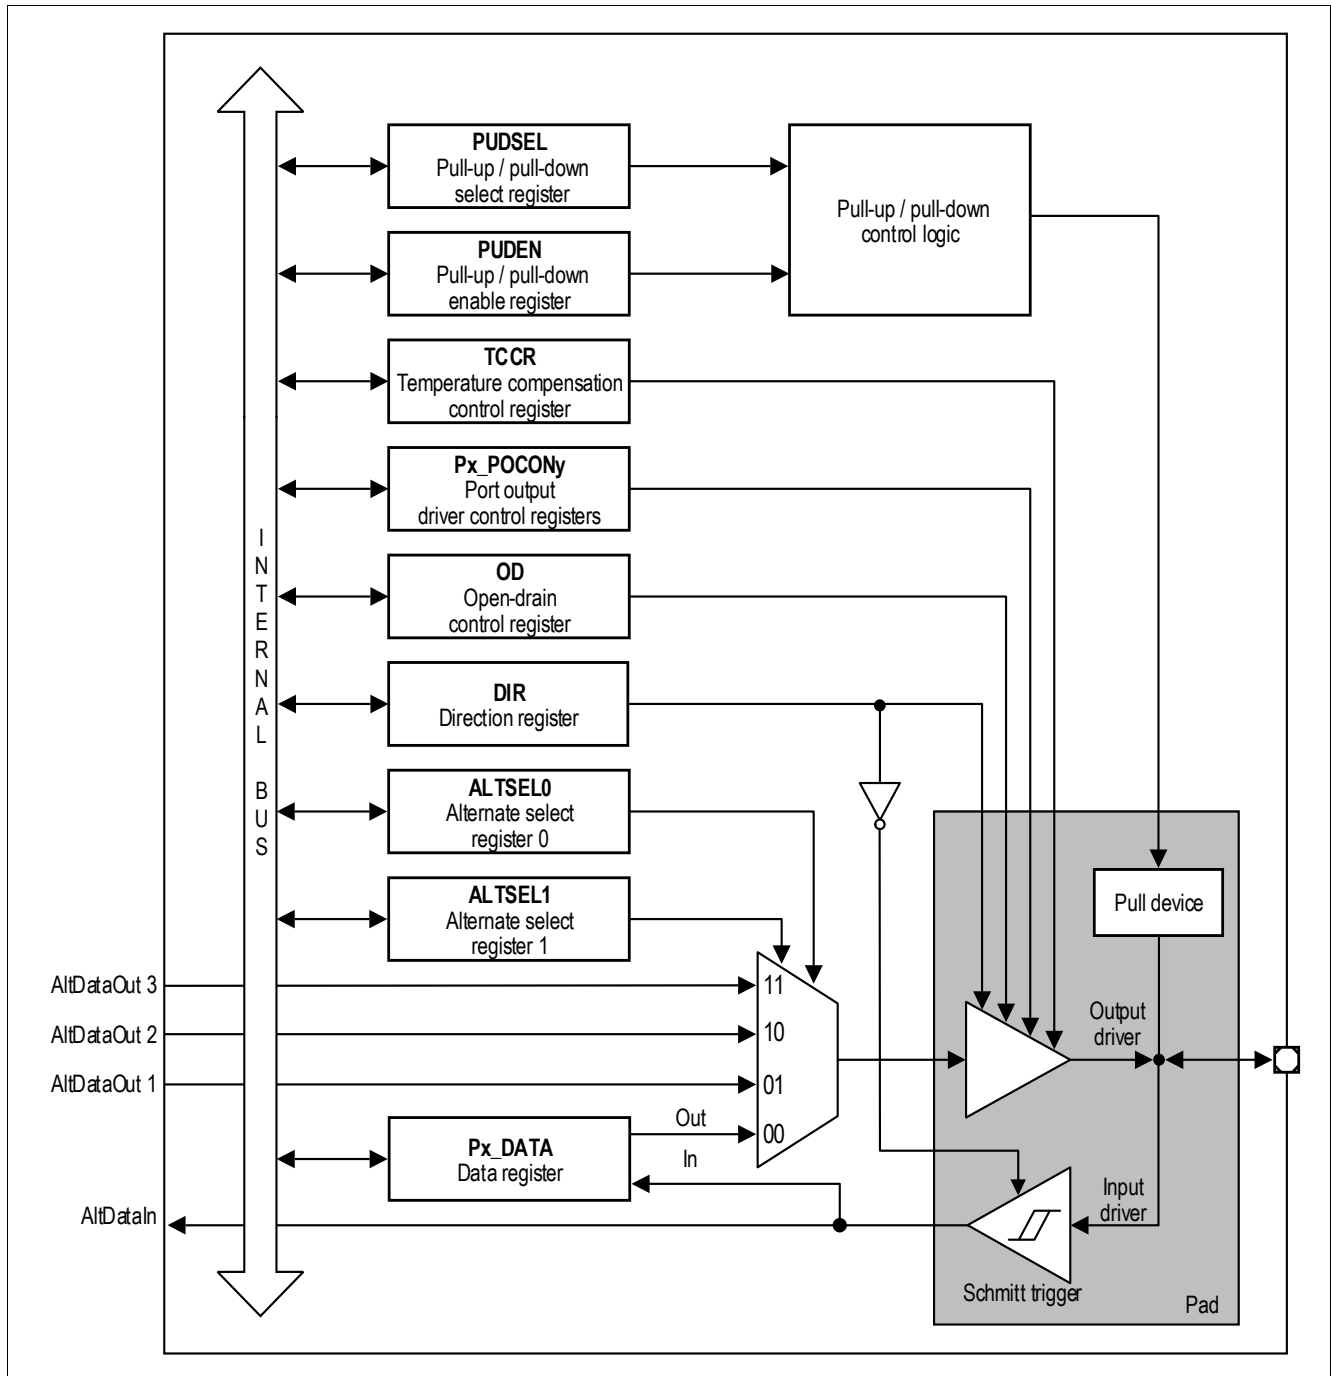 PUDSEL
Pull-up / pull-down
select register
PUDEN
Pull-up / pull-down
enable register
Pull-up / pull-down
control logic
TCCR
Temperature compensation
control register
Px_POCONy
Port output
driver control registers
OD
Open-drain
control register
DIR
Direction register
ALTSEL0
Alternate select
register 0
ALTSEL1
Alternate select
register 1
INTERNAL BUS
AltDataOut 3
AltDataOut 2
AltDataOut 1
AltDataIn
11
10
01
00
Px_DATA
Data register
Out
In
Pull device
Output
driver
Input
driver
Schmitt trigger
Pad